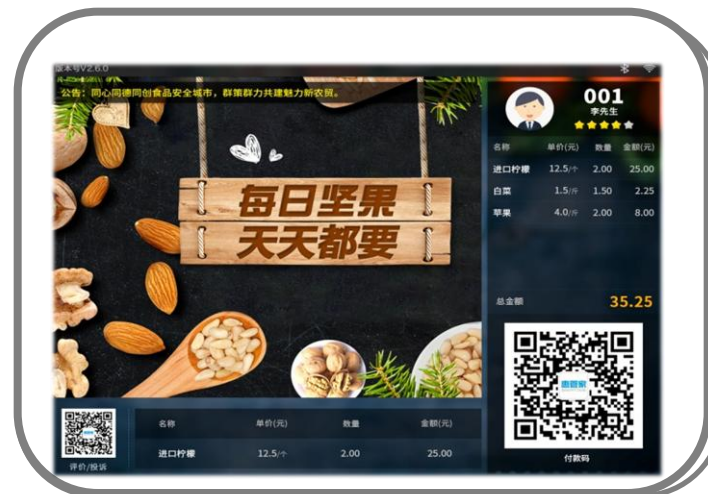 版本号V2.6.0
公告：同心同德同创食品安全城市，群策群力共建魅力新农贸。
每日坚果
天天都要
001
李先生
名称 单价(元) 数量 金额(元)
进口柠檬 12.5/个 2.00 25.00
白菜 1.5/斤 1.50 2.25
苹果 4.0/斤 2.00 8.00
总金额 35.25
惠管家
付款码
名称 单价(元) 数量 金额(元)
进口柠檬 12.5/个 2.00 25.00
评价/投诉